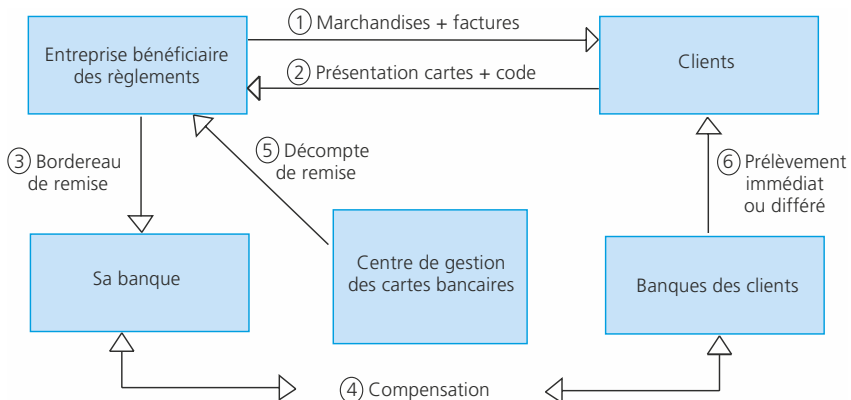 ① Marchandises + factures
Entreprise bénéficiaire
des règlements
Clients
② Présentation cartes + code
③ Bordereau
de remise
⑤ Décompte
de remise
⑥ Prélèvement
immédiat
ou différé
Sa banque
Centre de gestion
des cartes bancaires
Banques des clients
④ Compensation